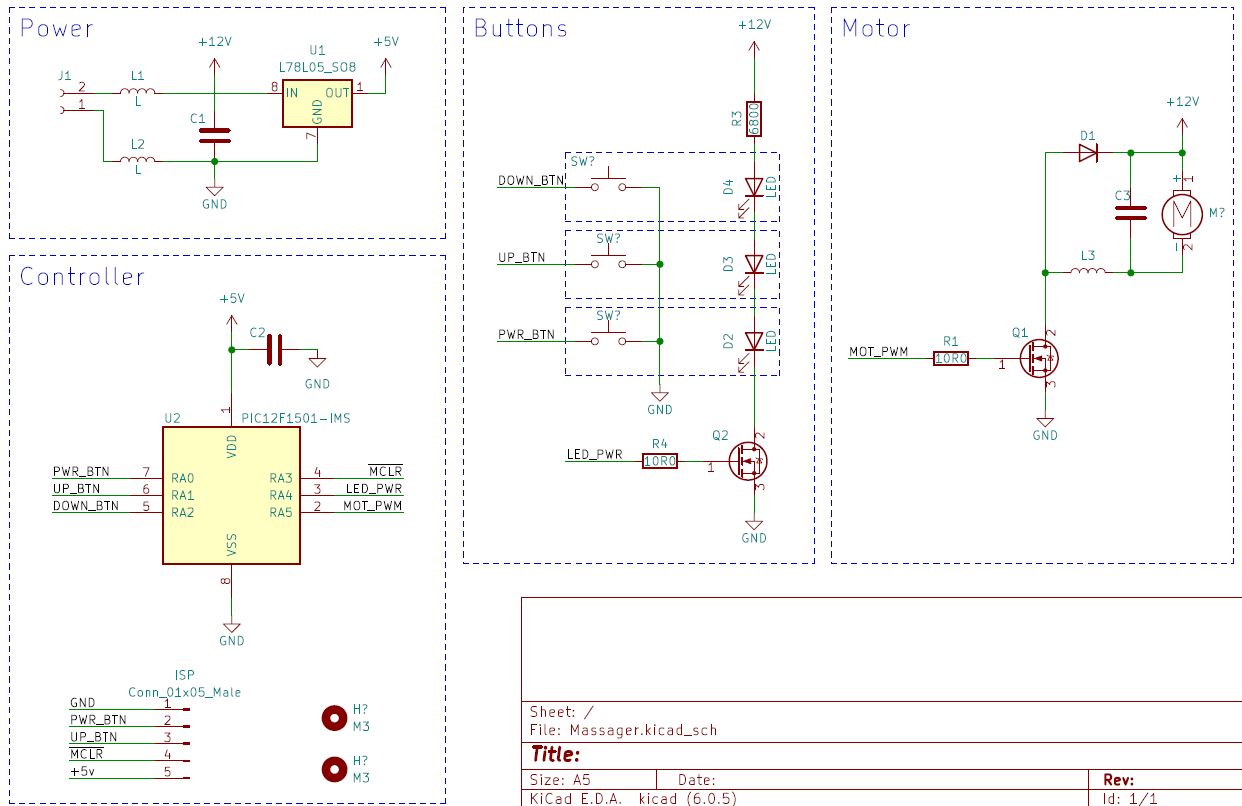 Power
+12V
+5V
U1
L78L05_SO8
J1
2
1
L1
L
8
IN
OUT
1
GND
7
C1
L2
L
GND
Controller
+5V
C2
GND
1
U2
PIC12F1501-IMS
VDD
PWR_BTN
7
RA0
RA3
4
MCLR
UP_BTN
6
RA1
RA4
3
LED_PWR
DOWN_BTN
5
RA2
RA5
2
MOT_PWM
VSS
8
GND
ISP
Conn_01x05_Male
GND
1
PWR_BTN
2
UP_BTN
3
MCLR
4
+5v
5
H?
M3
H?
M3
Buttons
+12V
R3
680R
SW?
DOWN_BTN
D4
LED
SW?
UP_BTN
D3
LED
SW?
PWR_BTN
D2
LED
GND
LED_PWR
R4
10R0
1
Q2
2
3
GND
Motor
+12V
D1
C3
+
1
M
M?
-
2
L3
Q1
2
MOT_PWM
R1
10R0
1
3
GND
Sheet: /
File: Massager.kicad_sch
Title:
Size: A5
Date:
Rev:
KiCad E.D.A.  kicad (6.0.5)
Id: 1/1